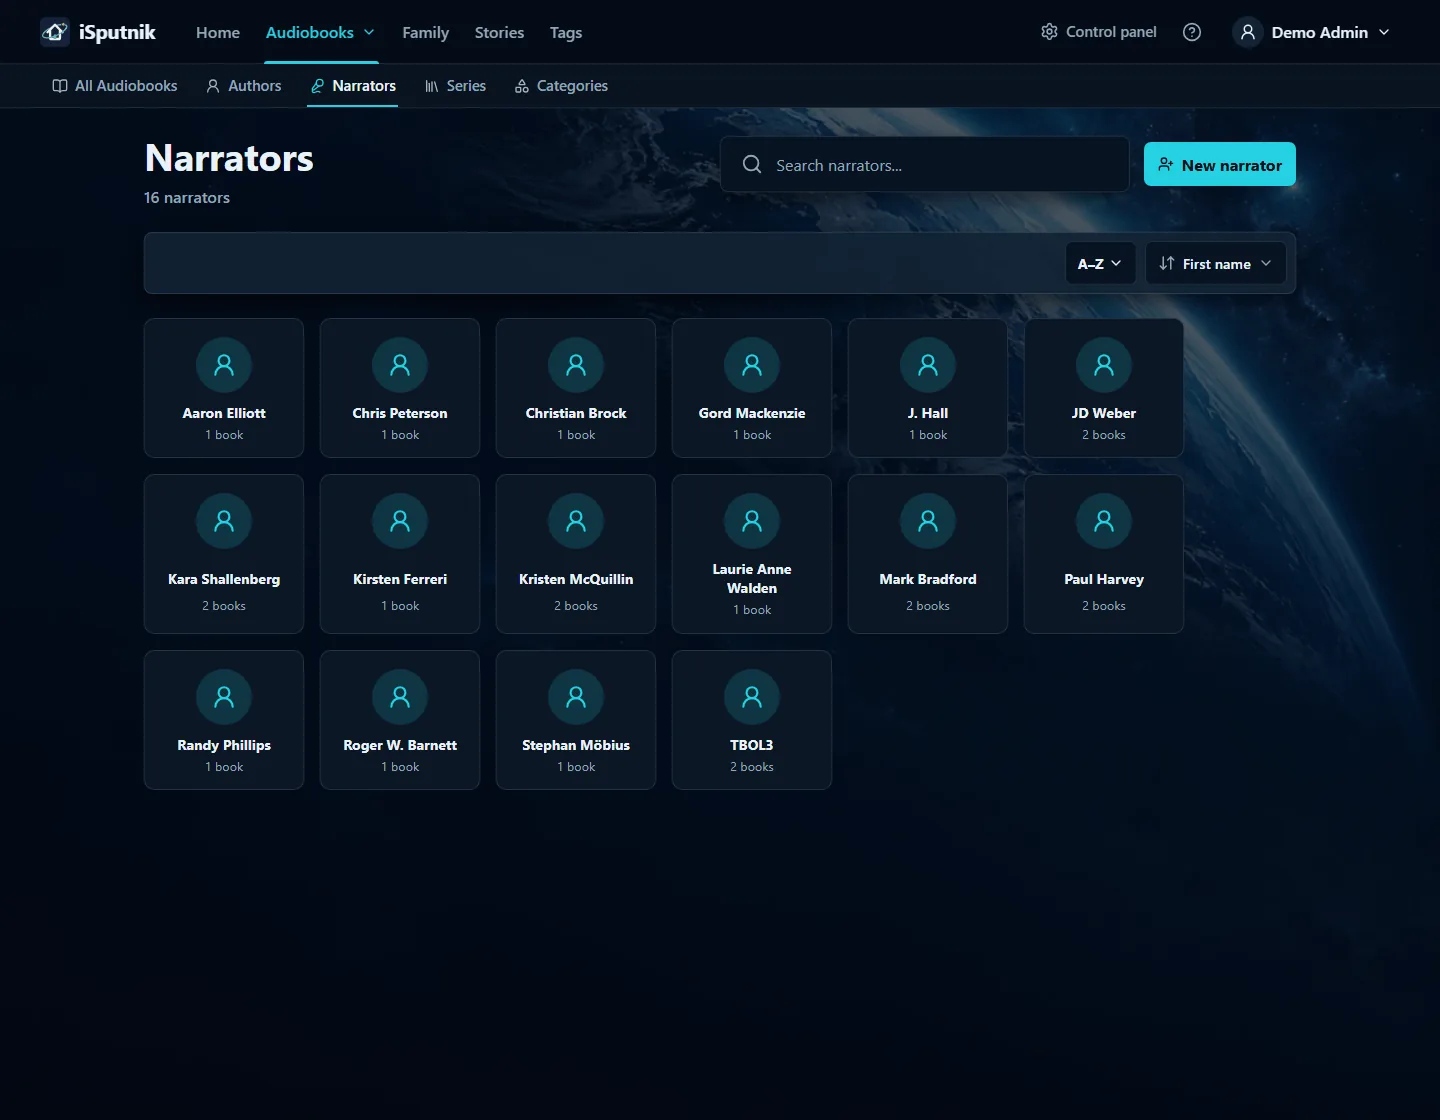 iSputnik
Home
Audiobooks
Family
Stories
Tags
Control panel
Demo Admin
All Audiobooks
Authors
Narrators
Series
Categories
Narrators
16 narrators
Search narrators...
New narrator
A–Z
First name
Aaron Elliott
1 book
Chris Peterson
1 book
Christian Brock
1 book
Gord Mackenzie
1 book
J. Hall
1 book
JD Weber
2 books
Kara Shallenberg
2 books
Kirsten Ferreri
1 book
Kristen McQuillin
2 books
Laurie Anne
Walden
1 book
Mark Bradford
2 books
Paul Harvey
2 books
Randy Phillips
1 book
Roger W. Barnett
1 book
Stephan Möbius
1 book
TBOL3
2 books